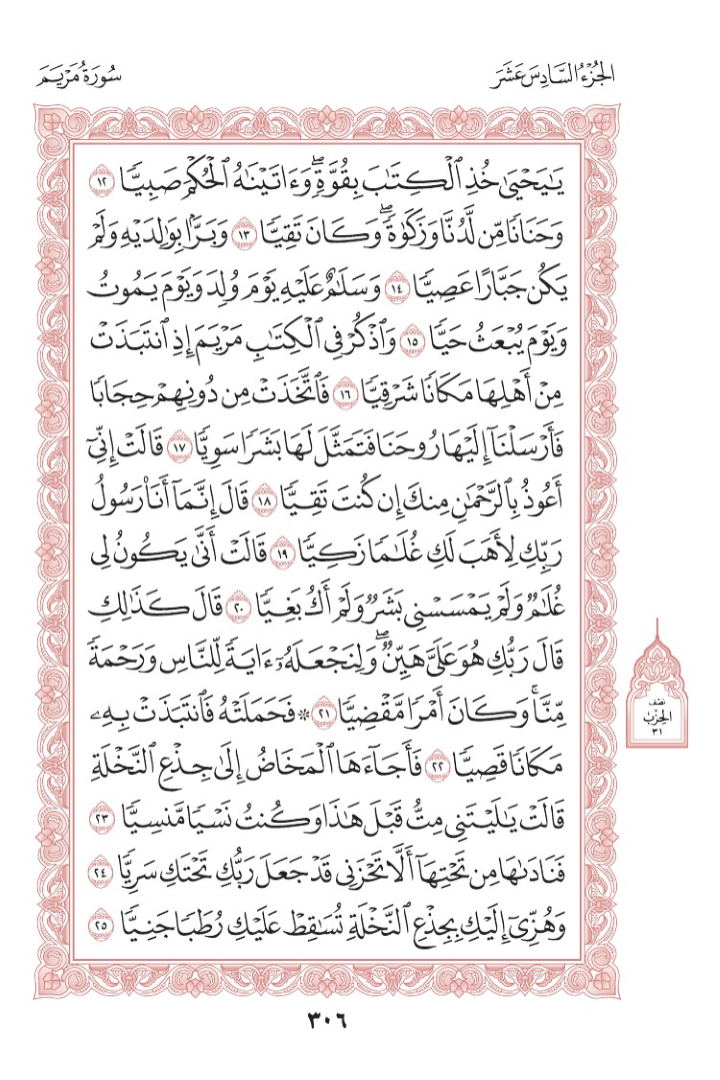 الجُزْءُ السَّادِسَ عَشَرَ
سُورَةُ مَرْيَمَ
يَٰيَحْيَىٰ خُذِ ٱلْكِتَٰبَ بِقُوَّةٖۖ وَءَاتَيْنَٰهُ ٱلْحُكْمَ صَبِيّٗا ١٢
وَحَنَانٗا مِّن لَّدُنَّا وَزَكَوٰةٗۖ وَكَانَ تَقِيّٗا ١٣ وَبَرَّۢا بِوَٰلِدَيْهِ وَلَمْ
يَكُن جَبَّارًا عَصِيّٗا ١٤ وَسَلَٰمٌ عَلَيْهِ يَوْمَ وُلِدَ وَيَوْمَ يَمُوتُ
وَيَوْمَ يُبْعَثُ حَيّٗا ١٥ وَٱذْكُرْ فِي ٱلْكِتَٰبِ مَرْيَمَ إِذِ ٱنتَبَذَتْ
مِنْ أَهْلِهَا مَكَانٗا شَرْقِيّٗا ١٦ فَٱتَّخَذَتْ مِن دُونِهِمْ حِجَابٗا
فَأَرْسَلْنَآ إِلَيْهَا رُوحَنَا فَتَمَثَّلَ لَهَا بَشَرٗا سَوِيّٗا ١٧ قَالَتْ إِنِّيٓ
أَعُوذُ بِٱلرَّحْمَٰنِ مِنكَ إِن كُنتَ تَقِيّٗا ١٨ قَالَ إِنَّمَآ أَنَا۠ رَسُولُ
رَبِّكِ لِأَهَبَ لَكِ غُلَٰمٗا زَكِيّٗا ١٩ قَالَتْ أَنَّىٰ يَكُونُ لِي
غُلَٰمٞ وَلَمْ يَمْسَسْنِي بَشَرٞ وَلَمْ أَكُ بَغِيّٗا ٢٠ قَالَ كَذَٰلِكِ
قَالَ رَبُّكِ هُوَ عَلَيَّ هَيِّنٞۖ وَلِنَجْعَلَهُۥٓ ءَايَةٗ لِّلنَّاسِ وَرَحْمَةٗ
مِّنَّاۚ وَكَانَ أَمْرٗا مَّقْضِيّٗا ٢١ ۞ فَحَمَلَتْهُ فَٱنتَبَذَتْ بِهِۦ
مَكَانٗا قَصِيّٗا ٢٢ فَأَجَآءَهَا ٱلْمَخَاضُ إِلَىٰ جِذْعِ ٱلنَّخْلَةِ
قَالَتْ يَٰلَيْتَنِي مِتُّ قَبْلَ هَٰذَا وَكُنتُ نَسْيٗا مَّنسِيّٗا ٢٣
فَنَادَىٰهَا مِن تَحْتِهَآ أَلَّا تَحْزَنِي قَدْ جَعَلَ رَبُّكِ تَحْتَكِ سَرِيّٗا ٢٤
وَهُزِّيٓ إِلَيْكِ بِجِذْعِ ٱلنَّخْلَةِ تُسَٰقِطْ عَلَيْكِ رُطَبٗا جَنِيّٗا ٢٥
نصف
الحزب
٣١
٣٠٦